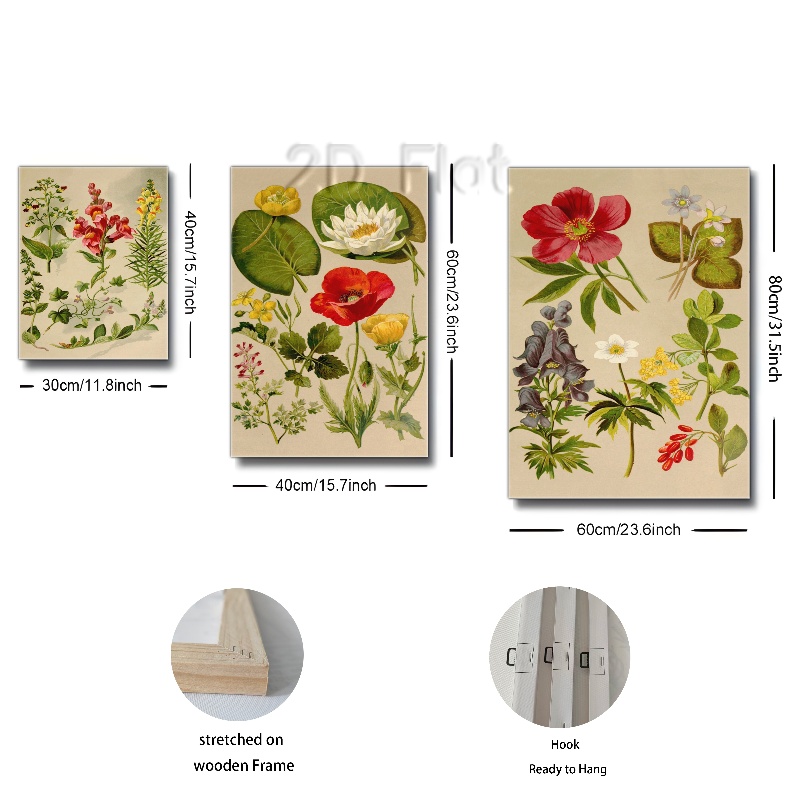 2D Flat
40cm/15.7inch
30cm/11.8inch
60cm/23.6inch
40cm/15.7inch
80cm/31.5inch
60cm/23.6inch
stretched on
wooden Frame
Hook
Ready to Hang